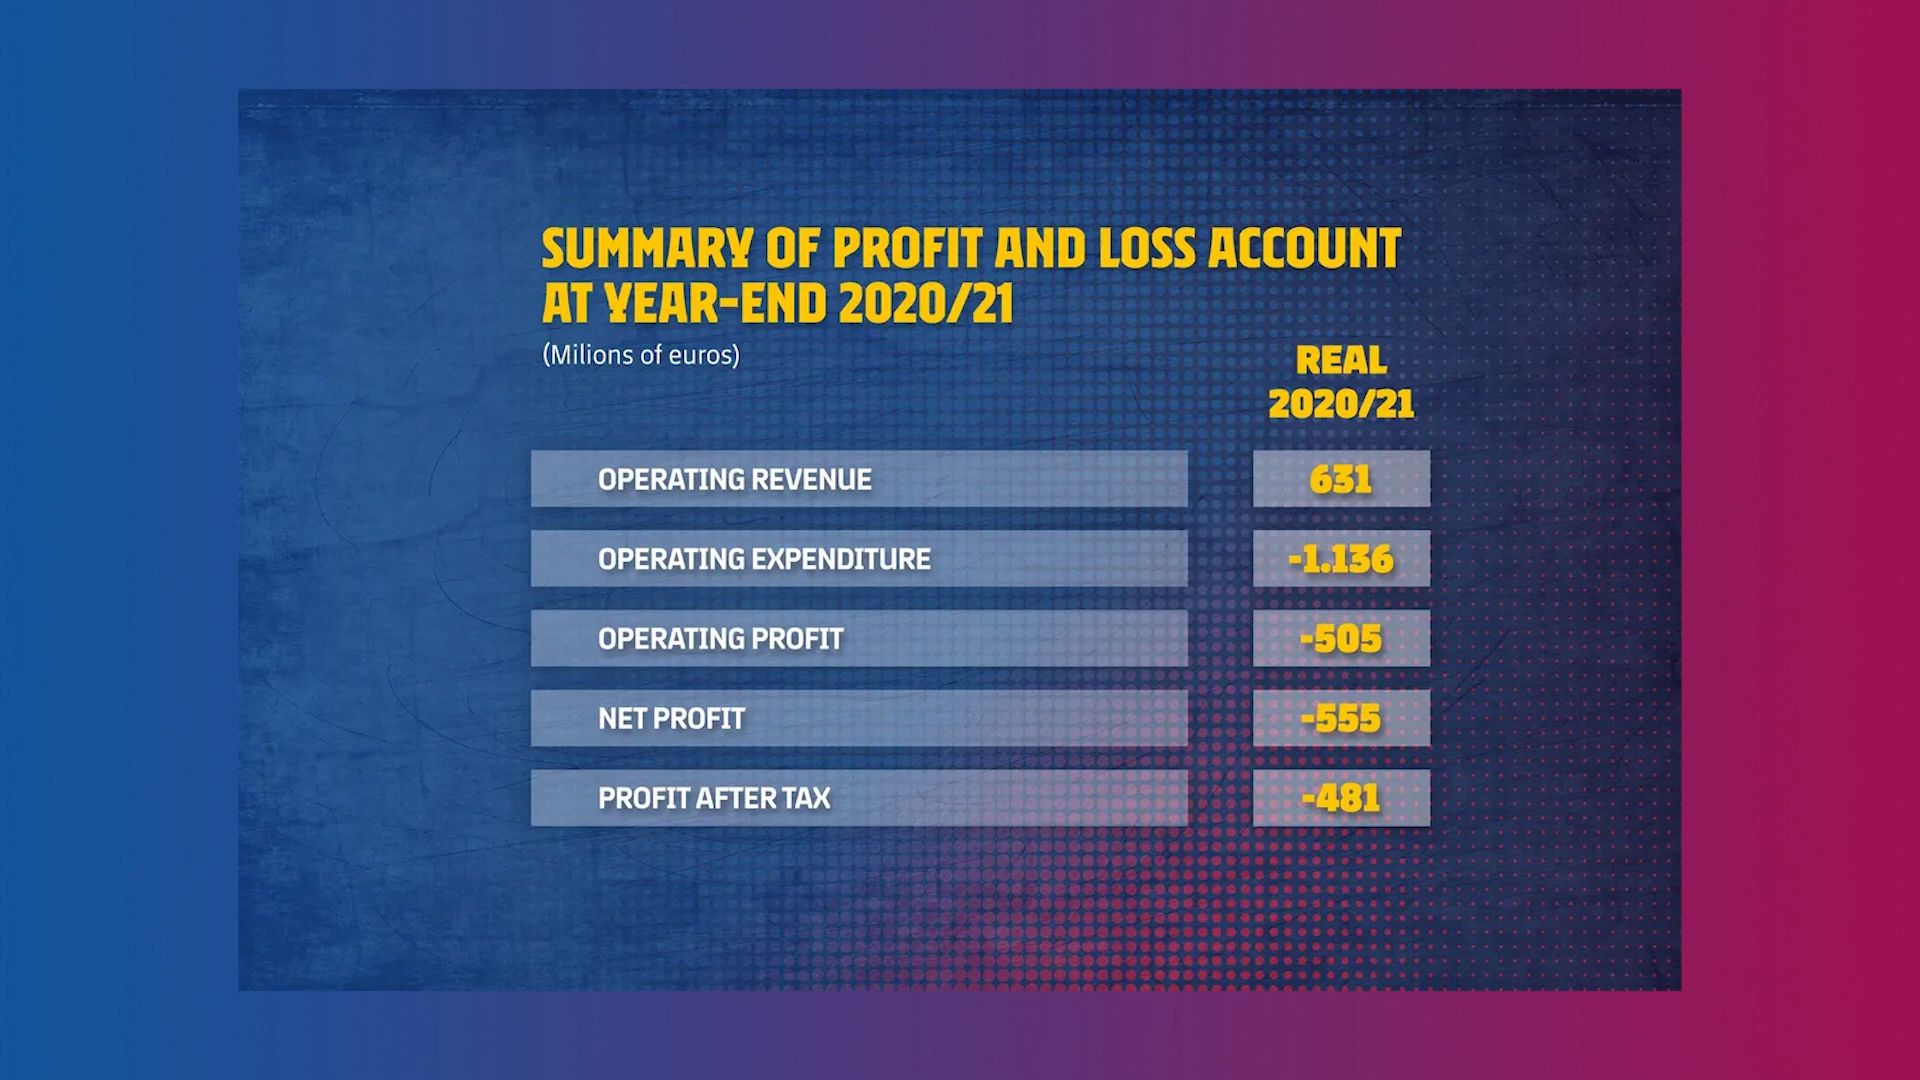 SUMMARY OF PROFIT AND LOSS ACCOUNT
AT YEAR-END 2020/21
(Milions of euros)
REAL
2020/21
OPERATING REVENUE 631
OPERATING EXPENDITURE -1.136
OPERATING PROFIT -505
NET PROFIT -555
PROFIT AFTER TAX -481